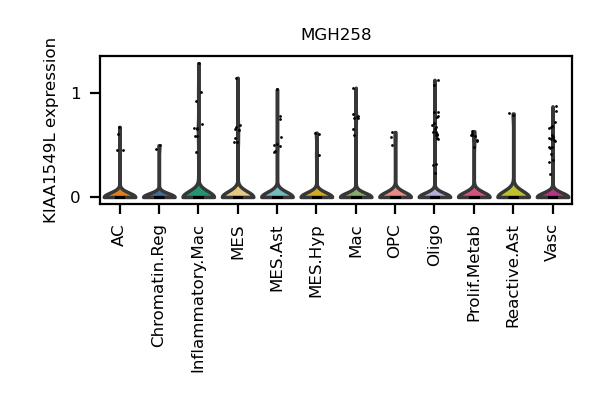 MGH258
KIAA1549L expression
1
0
AC
Chromatin.Reg
Inflammatory.Mac
MES
MES.Ast
MES.Hyp
Mac
OPC
Oligo
Prolif.Metab
Reactive.Ast
Vasc